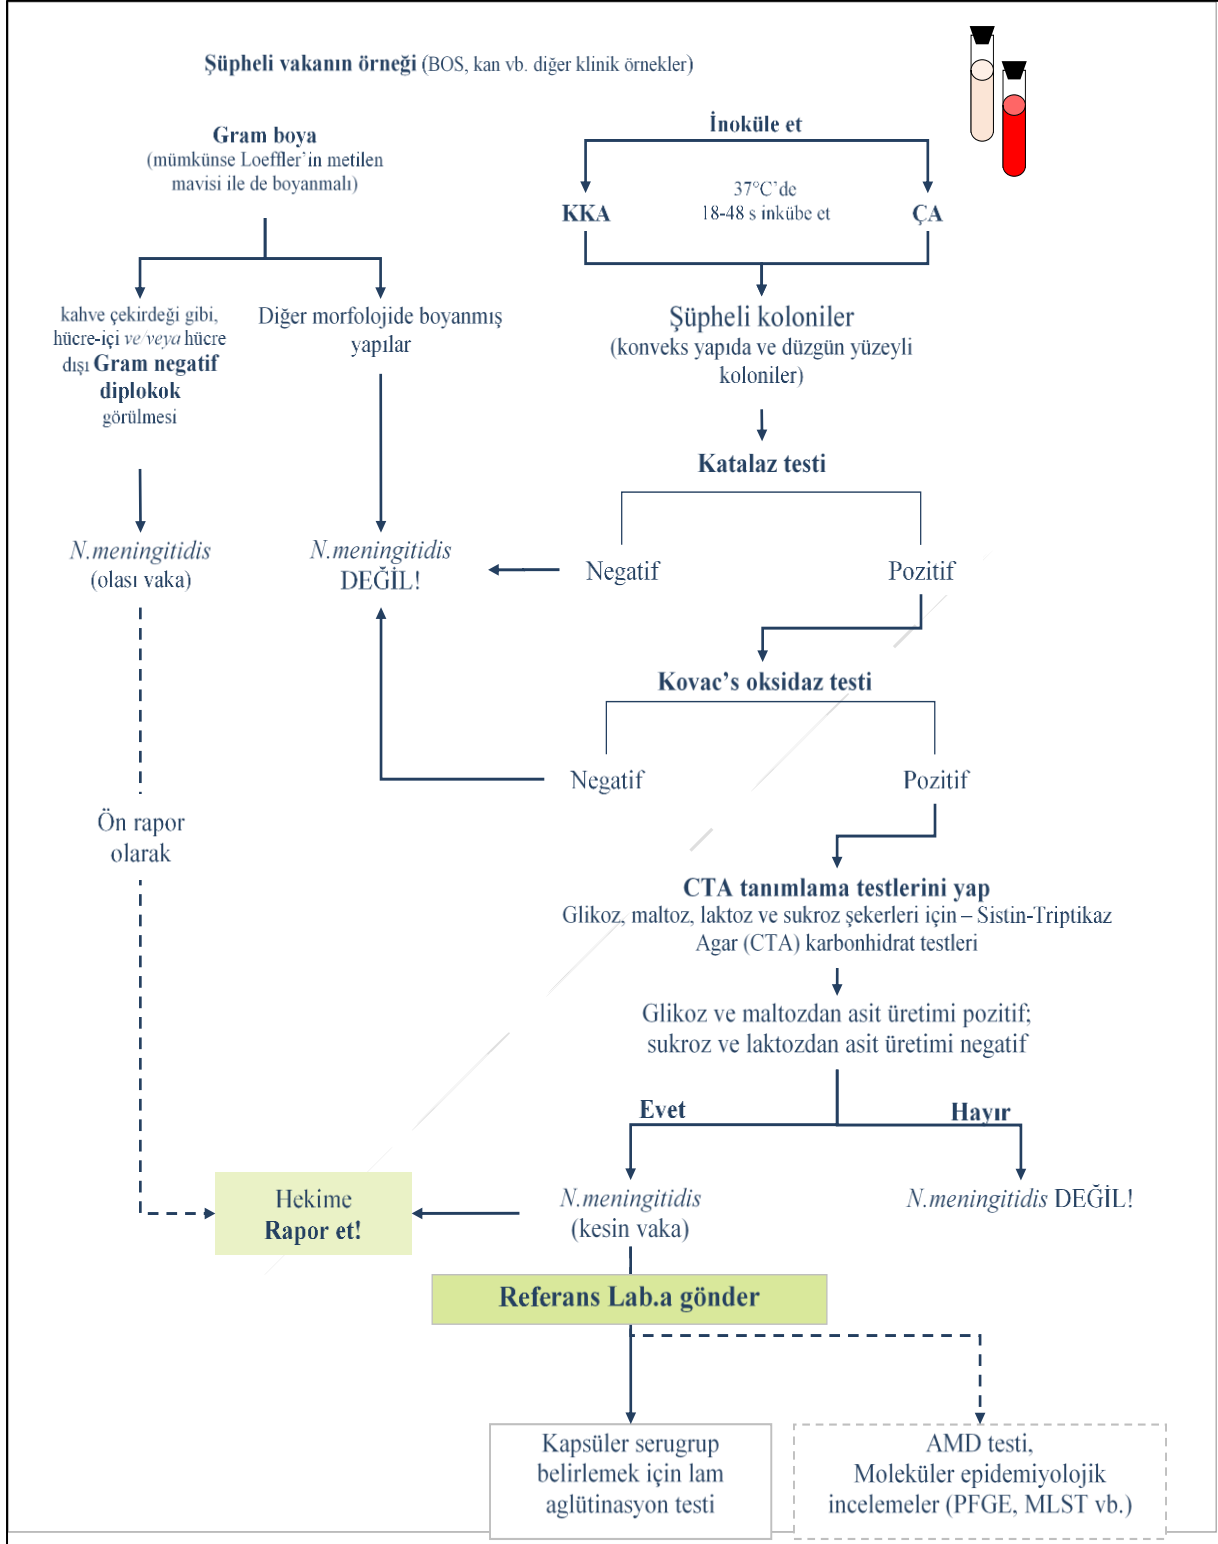 Şüpheli vakanın örneği (BOS, kan vb. diğer klinik örnekler)
Gram boya
(mümkünse Loeffler'in metilen
mavisi ile de boyanmalı)
İnoküle et
37°C'de
18-48 s inkübe et
KKA
ÇA
kahve çekirdeği gibi,
hücre-içi ve/veya hücre
dışı Gram negatif
diplokok
görülmesi
Diğer morfolojide boyanmış
yapılar
Şüpheli koloniler
(konveks yapıda ve düzgün yüzeyli
koloniler)
Katalaz testi
N.meningitidis
(olası vaka)
N.meningitidis
DEĞİL!
Negatif
Pozitif
Kovac's oksidaz testi
Negatif
Pozitif
Ön rapor
olarak
CTA tanımlama testlerini yap
Glikoz, maltoz, laktoz ve sukroz şekerleri için – Sistin-Triptikaz
Agar (CTA) karbonhidrat testleri
Glikoz ve maltozdan asit üretimi pozitif;
sukroz ve laktozdan asit üretimi negatif
Evet
Hayır
Hekime
Rapor et!
N.meningitidis
(kesin vaka)
N.meningitidis DEĞİL!
Referans Lab.a gönder
Kapsüler serugrup
belirlemek için lam
aglütinasyon testi
AMD testi,
Moleküler epidemiyolojik
incelemeler (PFGE, MLST vb.)